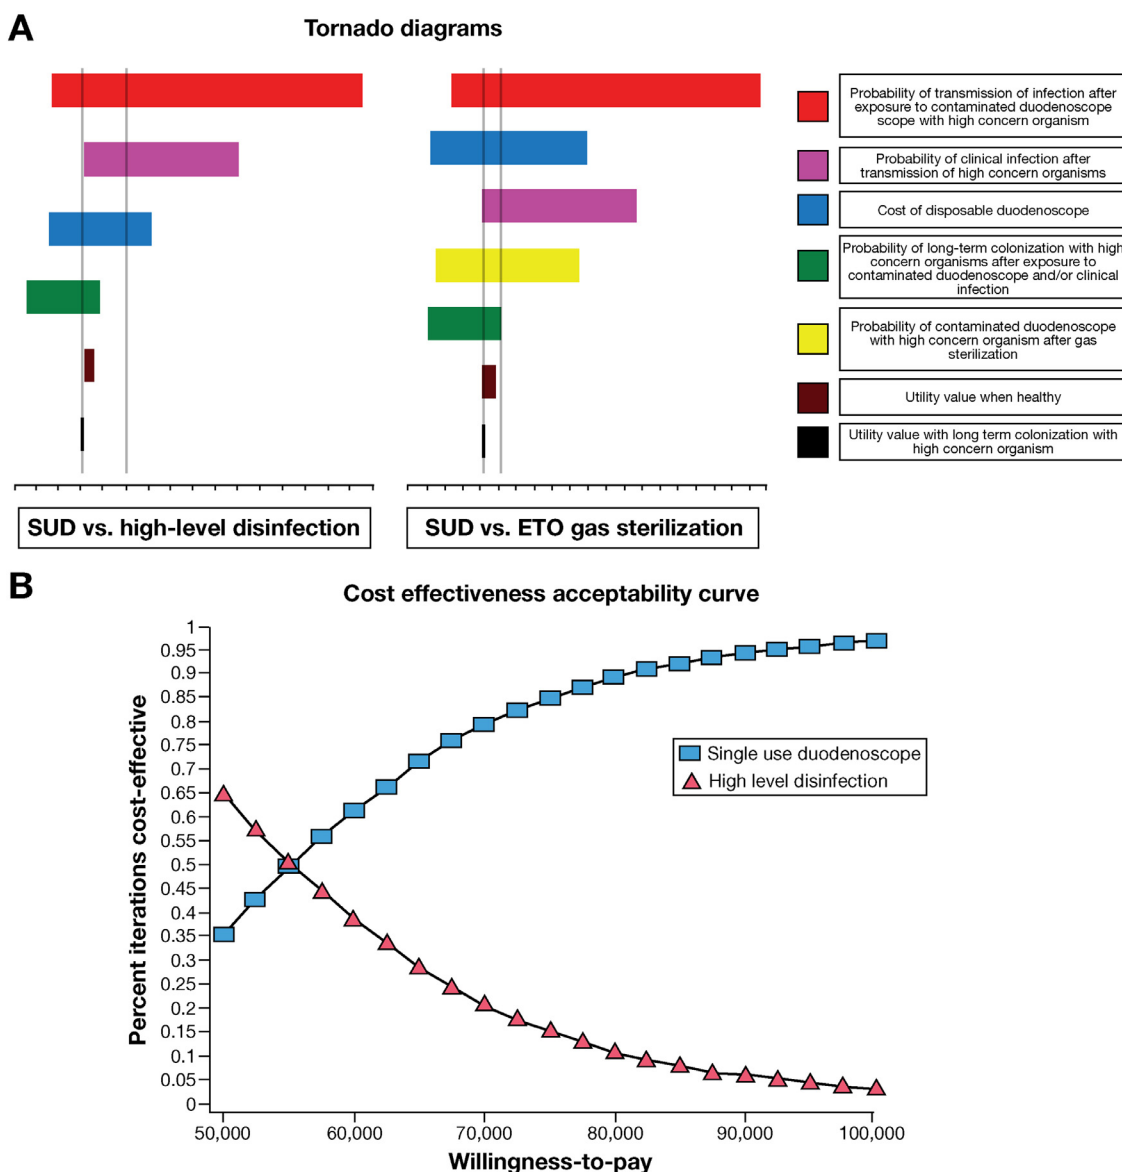 A
Tornado diagrams
Probability of transmission of infection after
exposure to contaminated duodenoscope
scope with high concern organism
Probability of clinical infection after
transmission of high concern organisms
Cost of disposable duodenoscope
Probability of long-term colonization with high
concern organisms after exposure to
contaminated duodenoscope and/or clinical
infection
Probability of contaminated duodenoscope
with high concern organism after gas
sterilization
Utility value when healthy
Utility value with long term colonization with
high concern organism
SUD vs. high-level disinfection
SUD vs. ETO gas sterilization
B
Cost effectiveness acceptability curve
Percent iterations cost-effective
1
0.95
0.9
0.85
0.8
0.75
0.7
0.65
0.6
0.55
0.5
0.45
0.4
0.35
0.3
0.25
0.2
0.15
0.1
0.05
0
Single use duodenoscope
High level disinfection
50,000
60,000
70,000
80,000
90,000
100,000
Willingness-to-pay